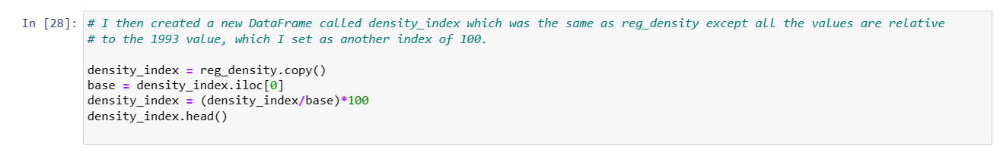 In [28]: # I then created a new DataFrame called density_index which was the same as reg_density except all the values are relative
# to the 1993 value, which I set as another index of 100.
density_index = reg_density.copy()
base = density_index.iloc[0]
density_index = (density_index/base)*100
density_index.head()